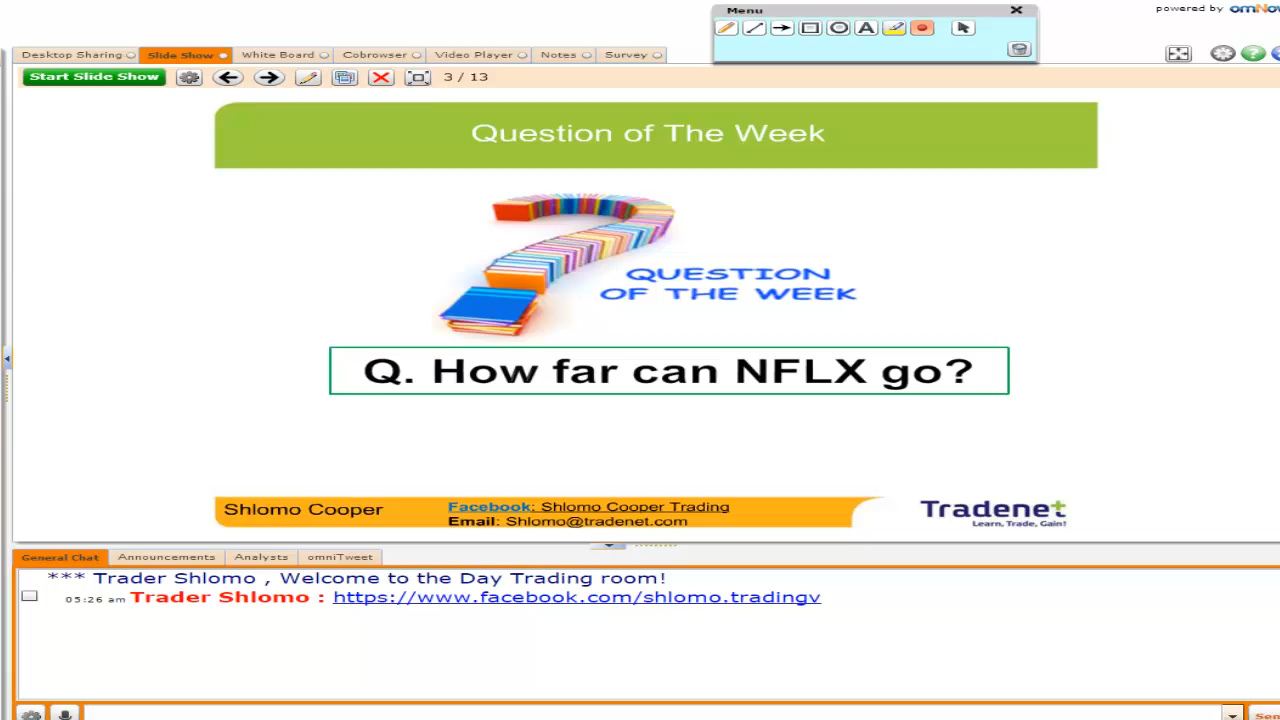 Menu
powered by
Desktop Sharing
Slide Show
White Board
Cobrowser
Video Player
Notes
Survey
Start Slide Show
3 / 13
Question of The Week
QUESTION
OF THE WEEK
Q. How far can NFLX go?
Shlomo Cooper
Facebook: Shlomo Cooper Trading
Email: Shlomo@tradenet.com
Tradenet
Learn, Trade, Gain!
General Chat
Announcements
Analysts
omniTweet
*** Trader Shlomo , Welcome to the Day Trading room!
05:26 am Trader Shlomo : https://www.facebook.com/shlomo.tradingv